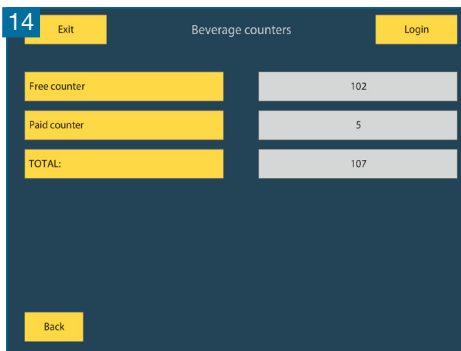 14
Exit
Beverage counters
Login
Free counter
102
Paid counter
5
TOTAL:
107
Back